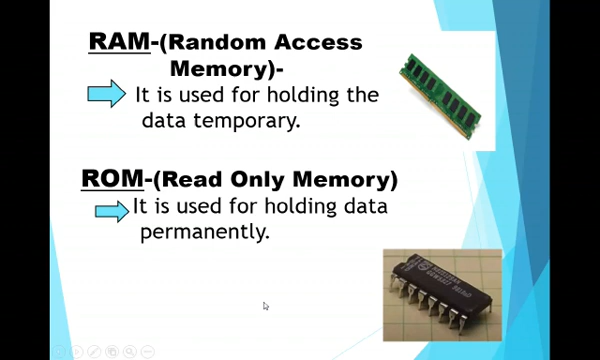 RAM-(Random Access
Memory)-
It is used for holding the
data temporary.
ROM-(Read Only Memory)
It is used for holding data
permanently.